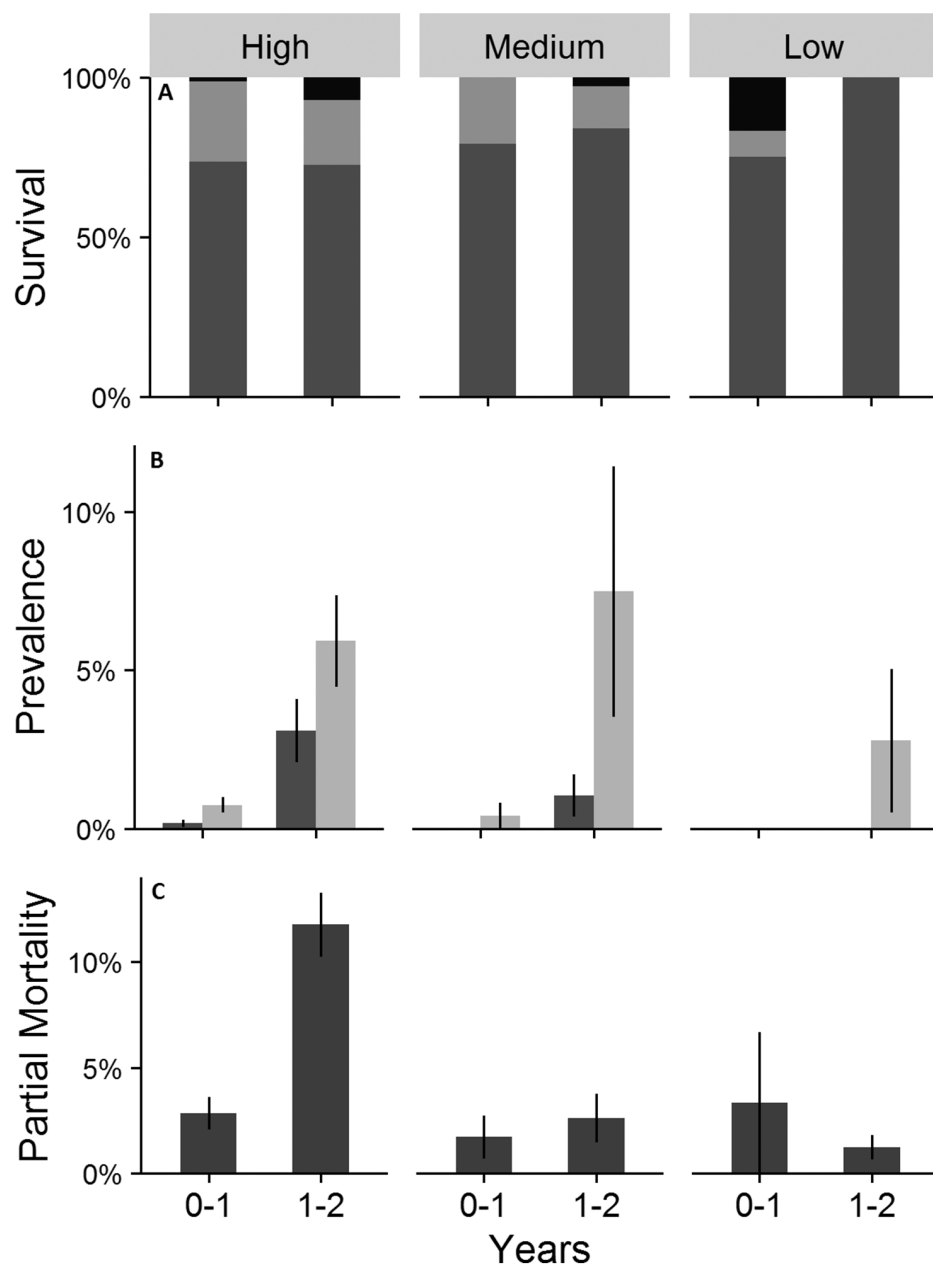 High Medium Low
A
100%
50%
0%
Survival
B
10%
5%
0%
Prevalence
C
10%
5%
0%
Partial Mortality
0-1 1-2 0-1 1-2 0-1 1-2
Years